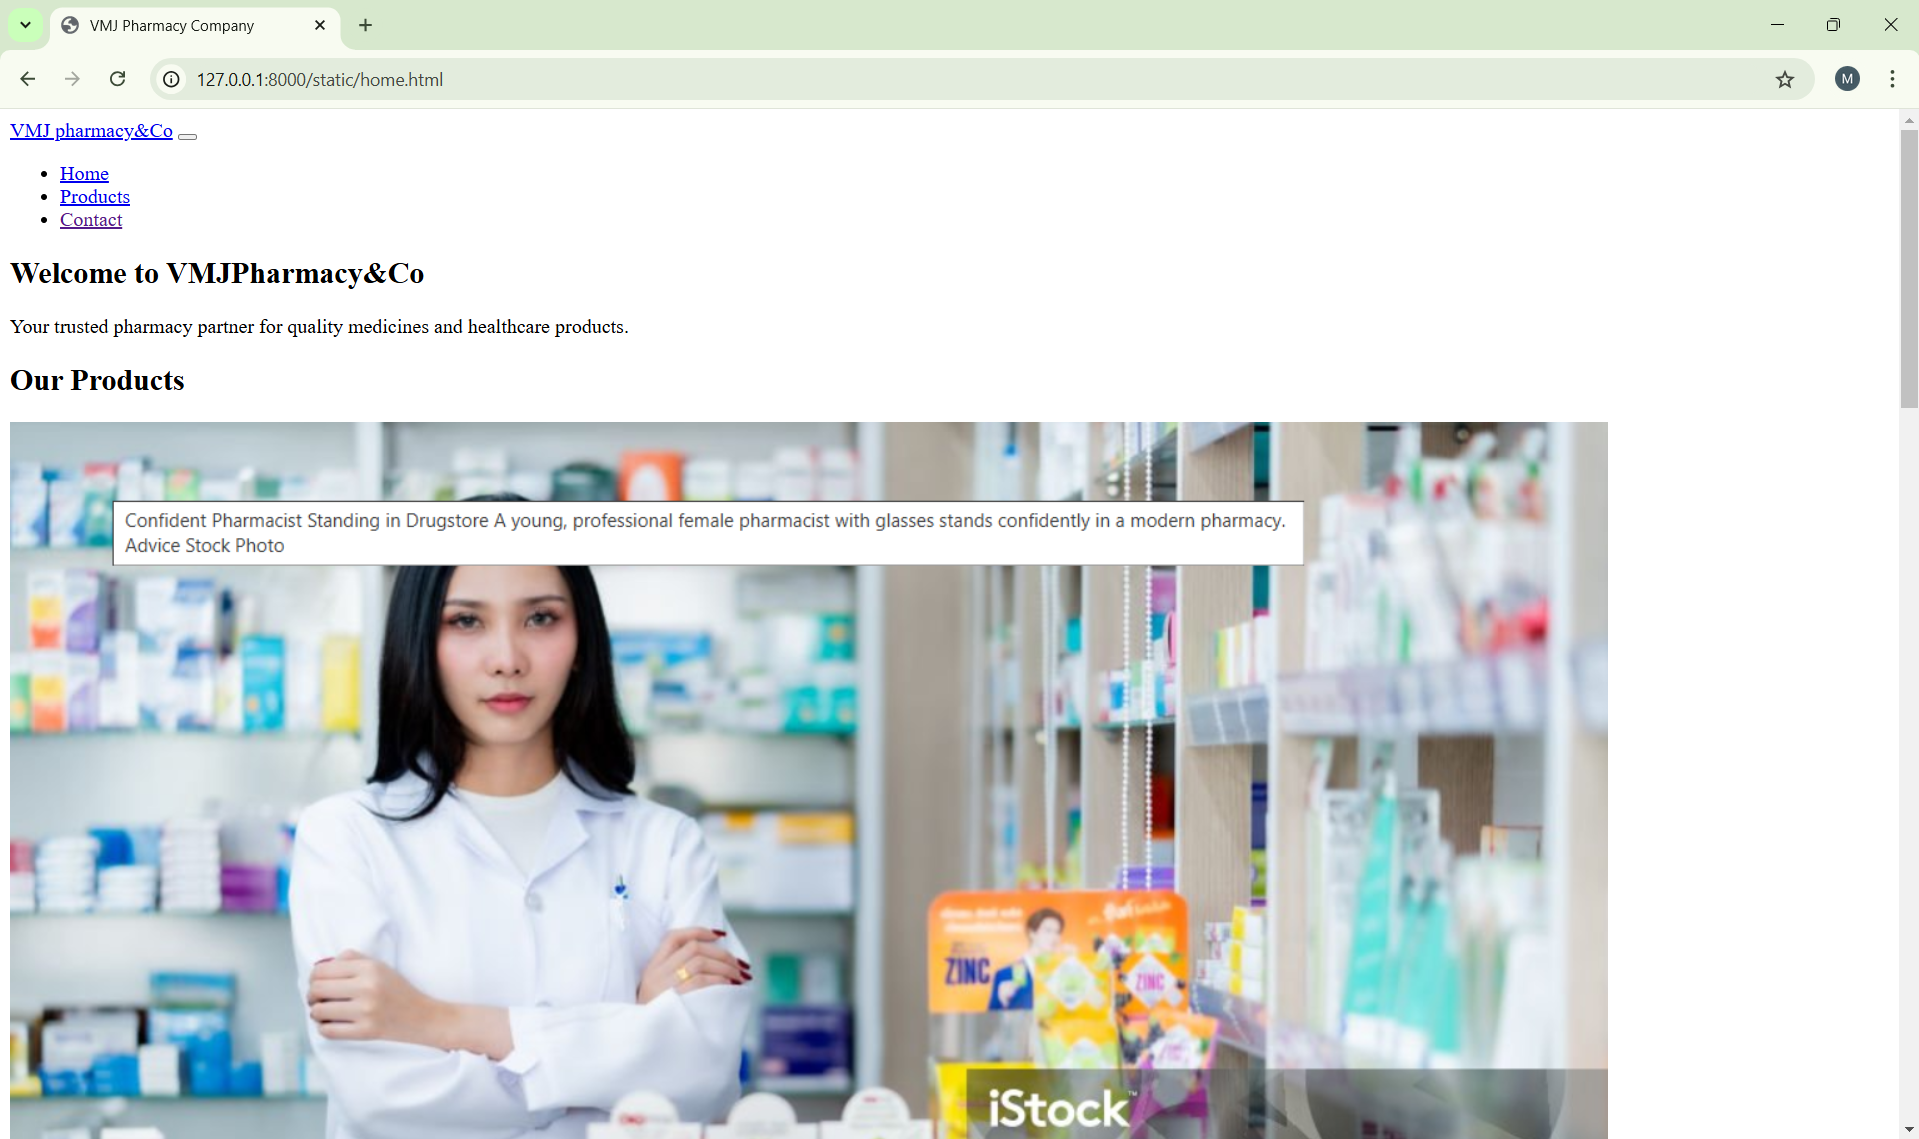 VMJ Pharmacy Company
127.0.0.1:8000/static/home.html
M
VMJ pharmacy&Co
Home
Products
Contact
Welcome to VMJPharmacy&Co
Your trusted pharmacy partner for quality medicines and healthcare products.
Our Products
Confident Pharmacist Standing in Drugstore A young, professional female pharmacist with glasses stands confidently in a modern pharmacy.
Advice Stock Photo
ZINC
ZINC
iStock™